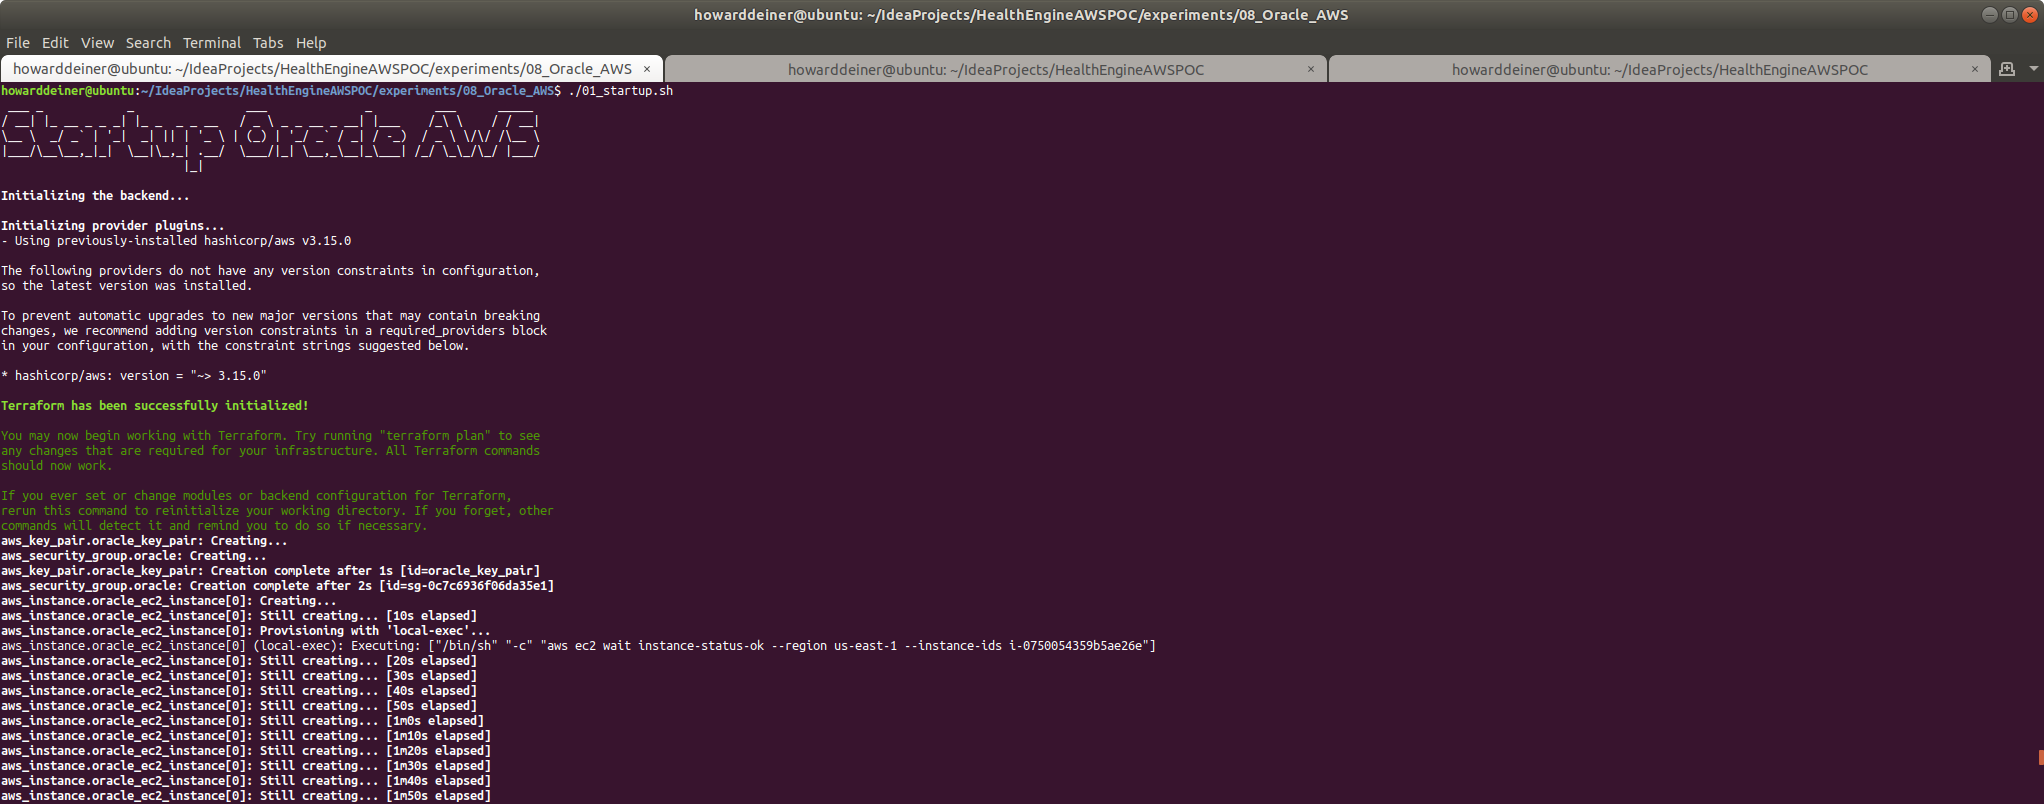 howarddeiner@ubuntu: ~/IdeaProjects/HealthEngineAWSPOC/experiments/08_Oracle_AWS
File Edit View Search Terminal Tabs Help
howarddeiner@ubuntu: ~/IdeaProjects/HealthEngineAWSPOC/experiments/08_Oracle_AWS × howarddeiner@ubuntu: ~/IdeaProjects/HealthEngineAWSPOC × howarddeiner@ubuntu: ~/IdeaProjects/HealthEngineAWSPOC ×
howarddeiner@ubuntu:~/IdeaProjects/HealthEngineAWSPOC/experiments/08_Oracle_AWS$ ./01_startup.sh
Startup Oracle AWS
Initializing the backend...
Initializing provider plugins...
- Using previously-installed hashicorp/aws v3.15.0
The following providers do not have any version constraints in configuration,
so the latest version was installed.
To prevent automatic upgrades to new major versions that may contain breaking
changes, we recommend adding version constraints in a required_providers block
in your configuration, with the constraint strings suggested below.
* hashicorp/aws: version = "~> 3.15.0"
Terraform has been successfully initialized!
You may now begin working with Terraform. Try running "terraform plan" to see
any changes that are required for your infrastructure. All Terraform commands
should now work.
If you ever set or change modules or backend configuration for Terraform,
rerun this command to reinitialize your working directory. If you forget, other
commands will detect it and remind you to do so if necessary.
aws_key_pair.oracle_key_pair: Creating...
aws_security_group.oracle: Creating...
aws_key_pair.oracle_key_pair: Creation complete after 1s [id=oracle_key_pair]
aws_security_group.oracle: Creation complete after 2s [id=sg-0c7c6936f06da35e1]
aws_instance.oracle_ec2_instance[0]: Creating...
aws_instance.oracle_ec2_instance[0]: Still creating... [10s elapsed]
aws_instance.oracle_ec2_instance[0]: Provisioning with 'local-exec'...
aws_instance.oracle_ec2_instance[0] (local-exec): Executing: ["/bin/sh" "-c" "aws ec2 wait instance-status-ok --region us-east-1 --instance-ids i-0750054359b5ae26e"]
aws_instance.oracle_ec2_instance[0]: Still creating... [20s elapsed]
aws_instance.oracle_ec2_instance[0]: Still creating... [30s elapsed]
aws_instance.oracle_ec2_instance[0]: Still creating... [40s elapsed]
aws_instance.oracle_ec2_instance[0]: Still creating... [50s elapsed]
aws_instance.oracle_ec2_instance[0]: Still creating... [1m0s elapsed]
aws_instance.oracle_ec2_instance[0]: Still creating... [1m10s elapsed]
aws_instance.oracle_ec2_instance[0]: Still creating... [1m20s elapsed]
aws_instance.oracle_ec2_instance[0]: Still creating... [1m30s elapsed]
aws_instance.oracle_ec2_instance[0]: Still creating... [1m40s elapsed]
aws_instance.oracle_ec2_instance[0]: Still creating... [1m50s elapsed]